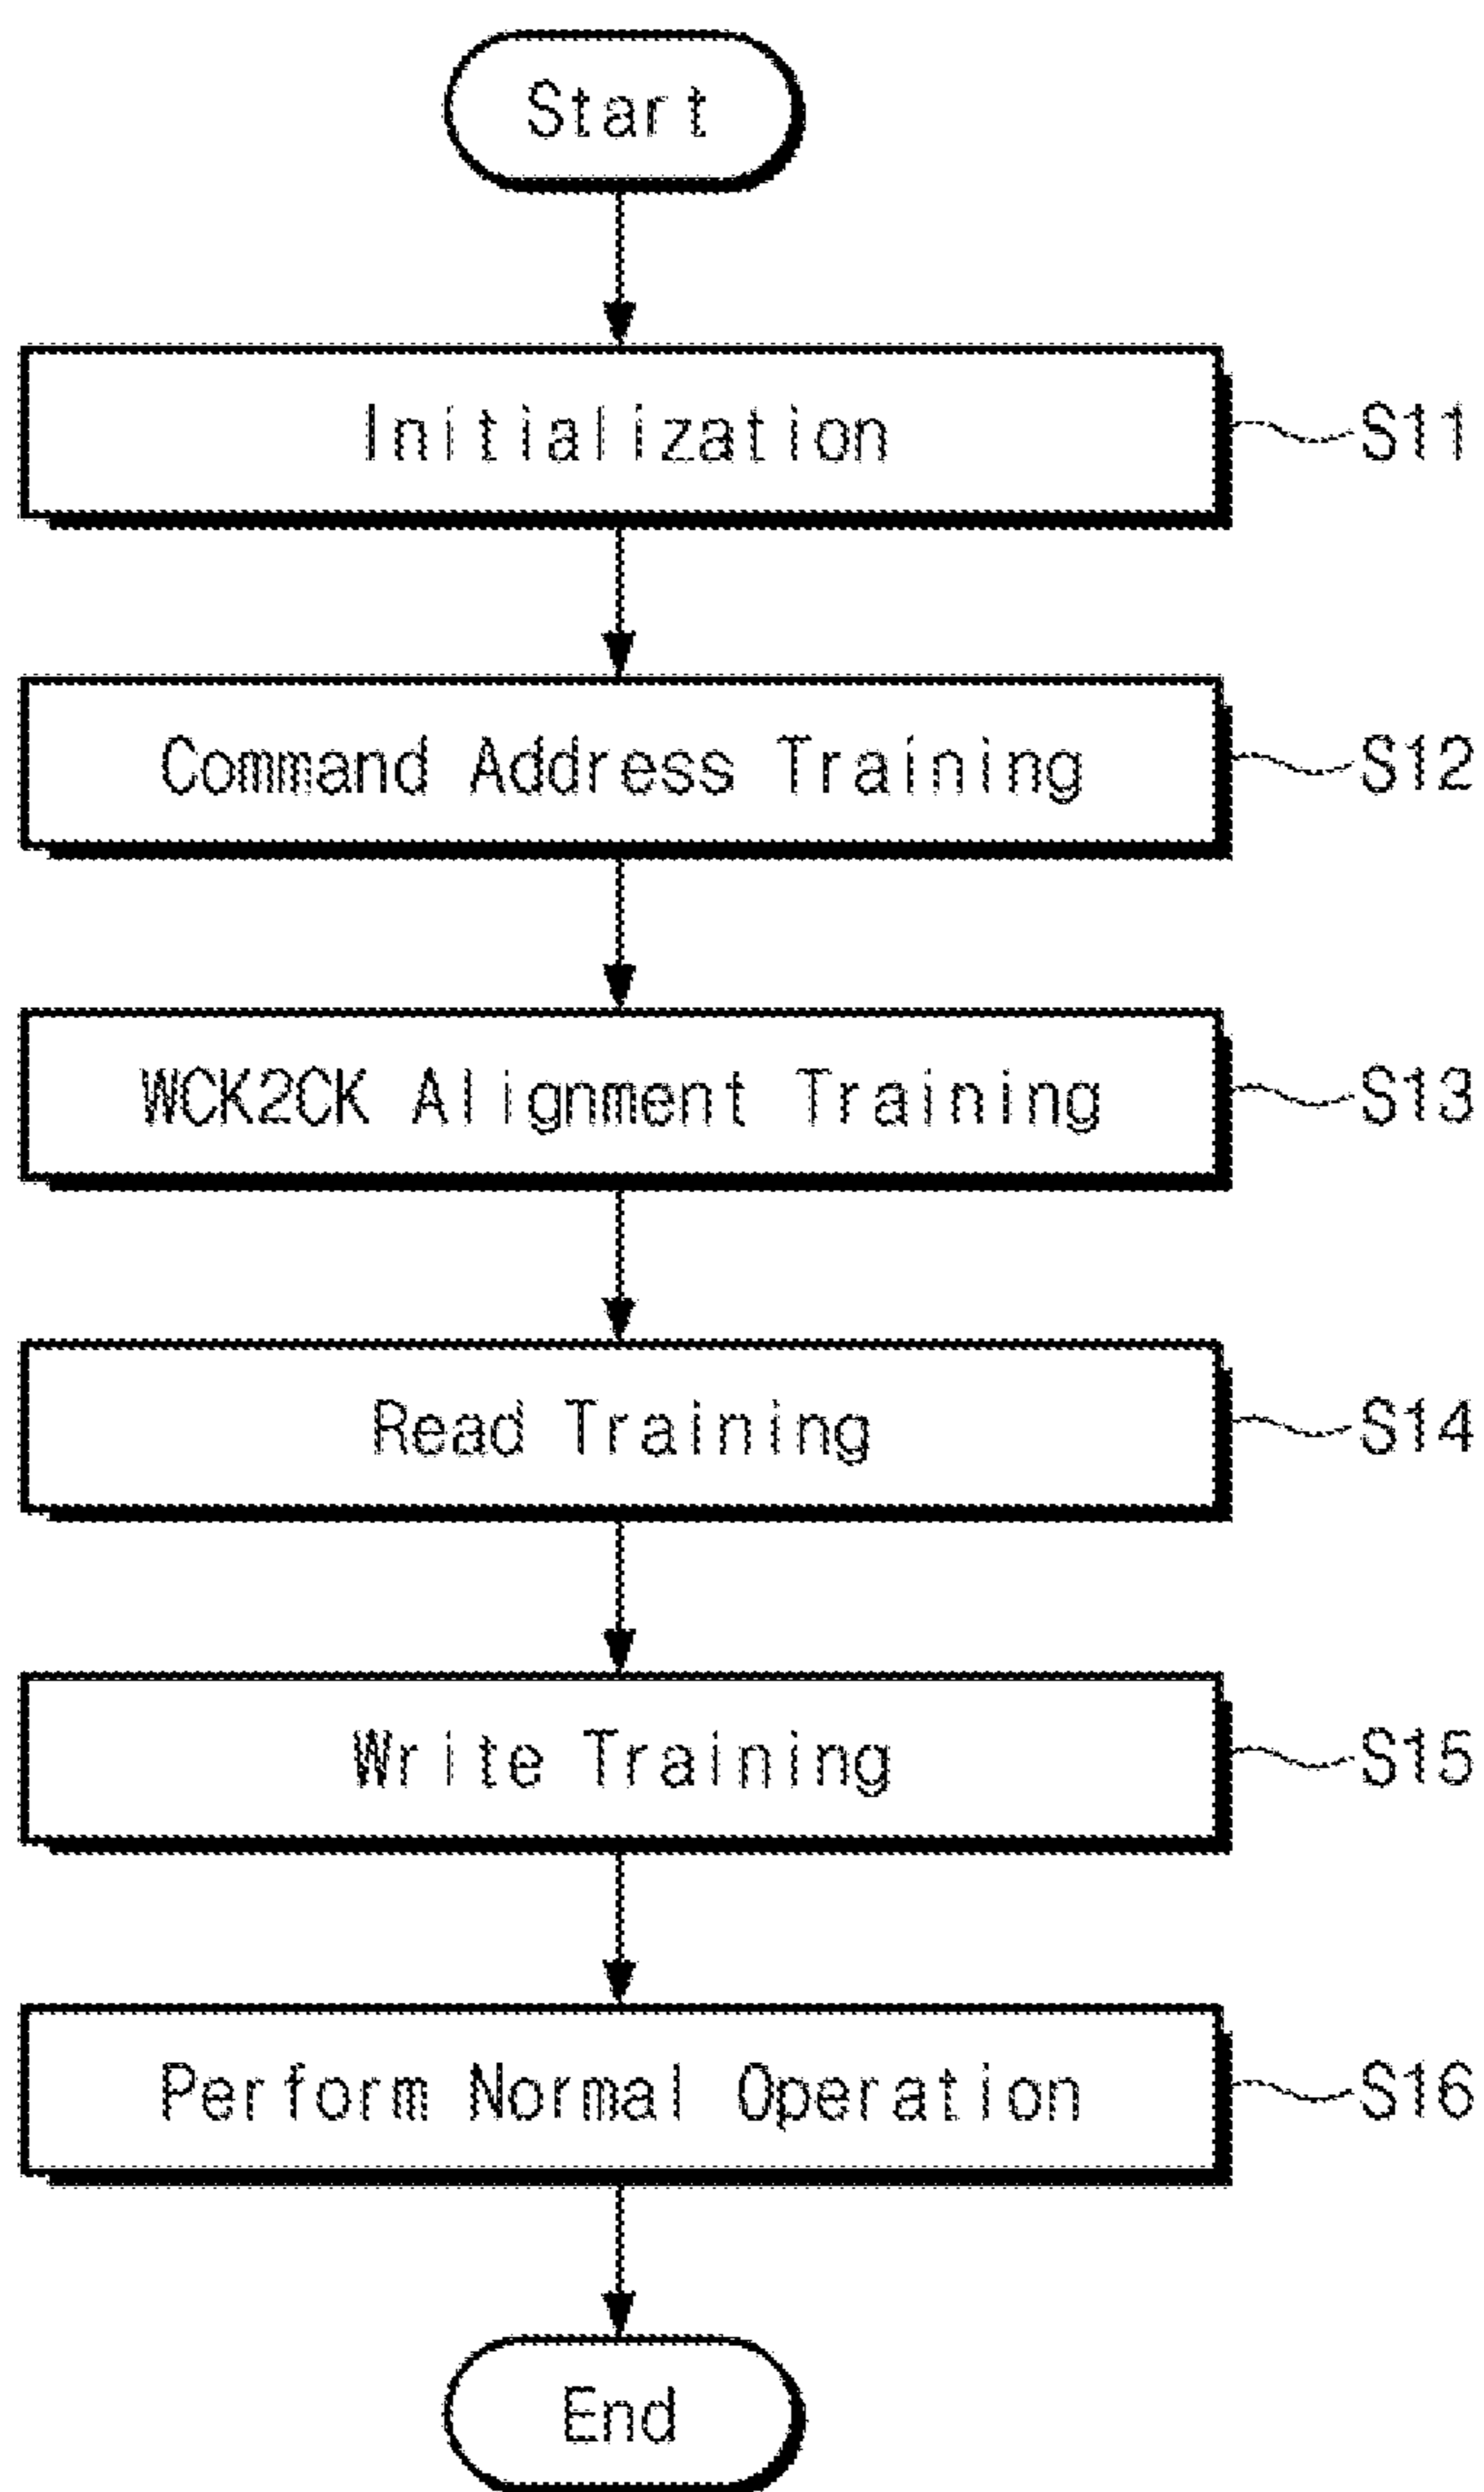 Start
Initialization
S11
Command Address Training
S12
WCK2CK Alignment Training
S13
Read Training
S14
Write Training
S15
Perform Normal Operation
S16
End